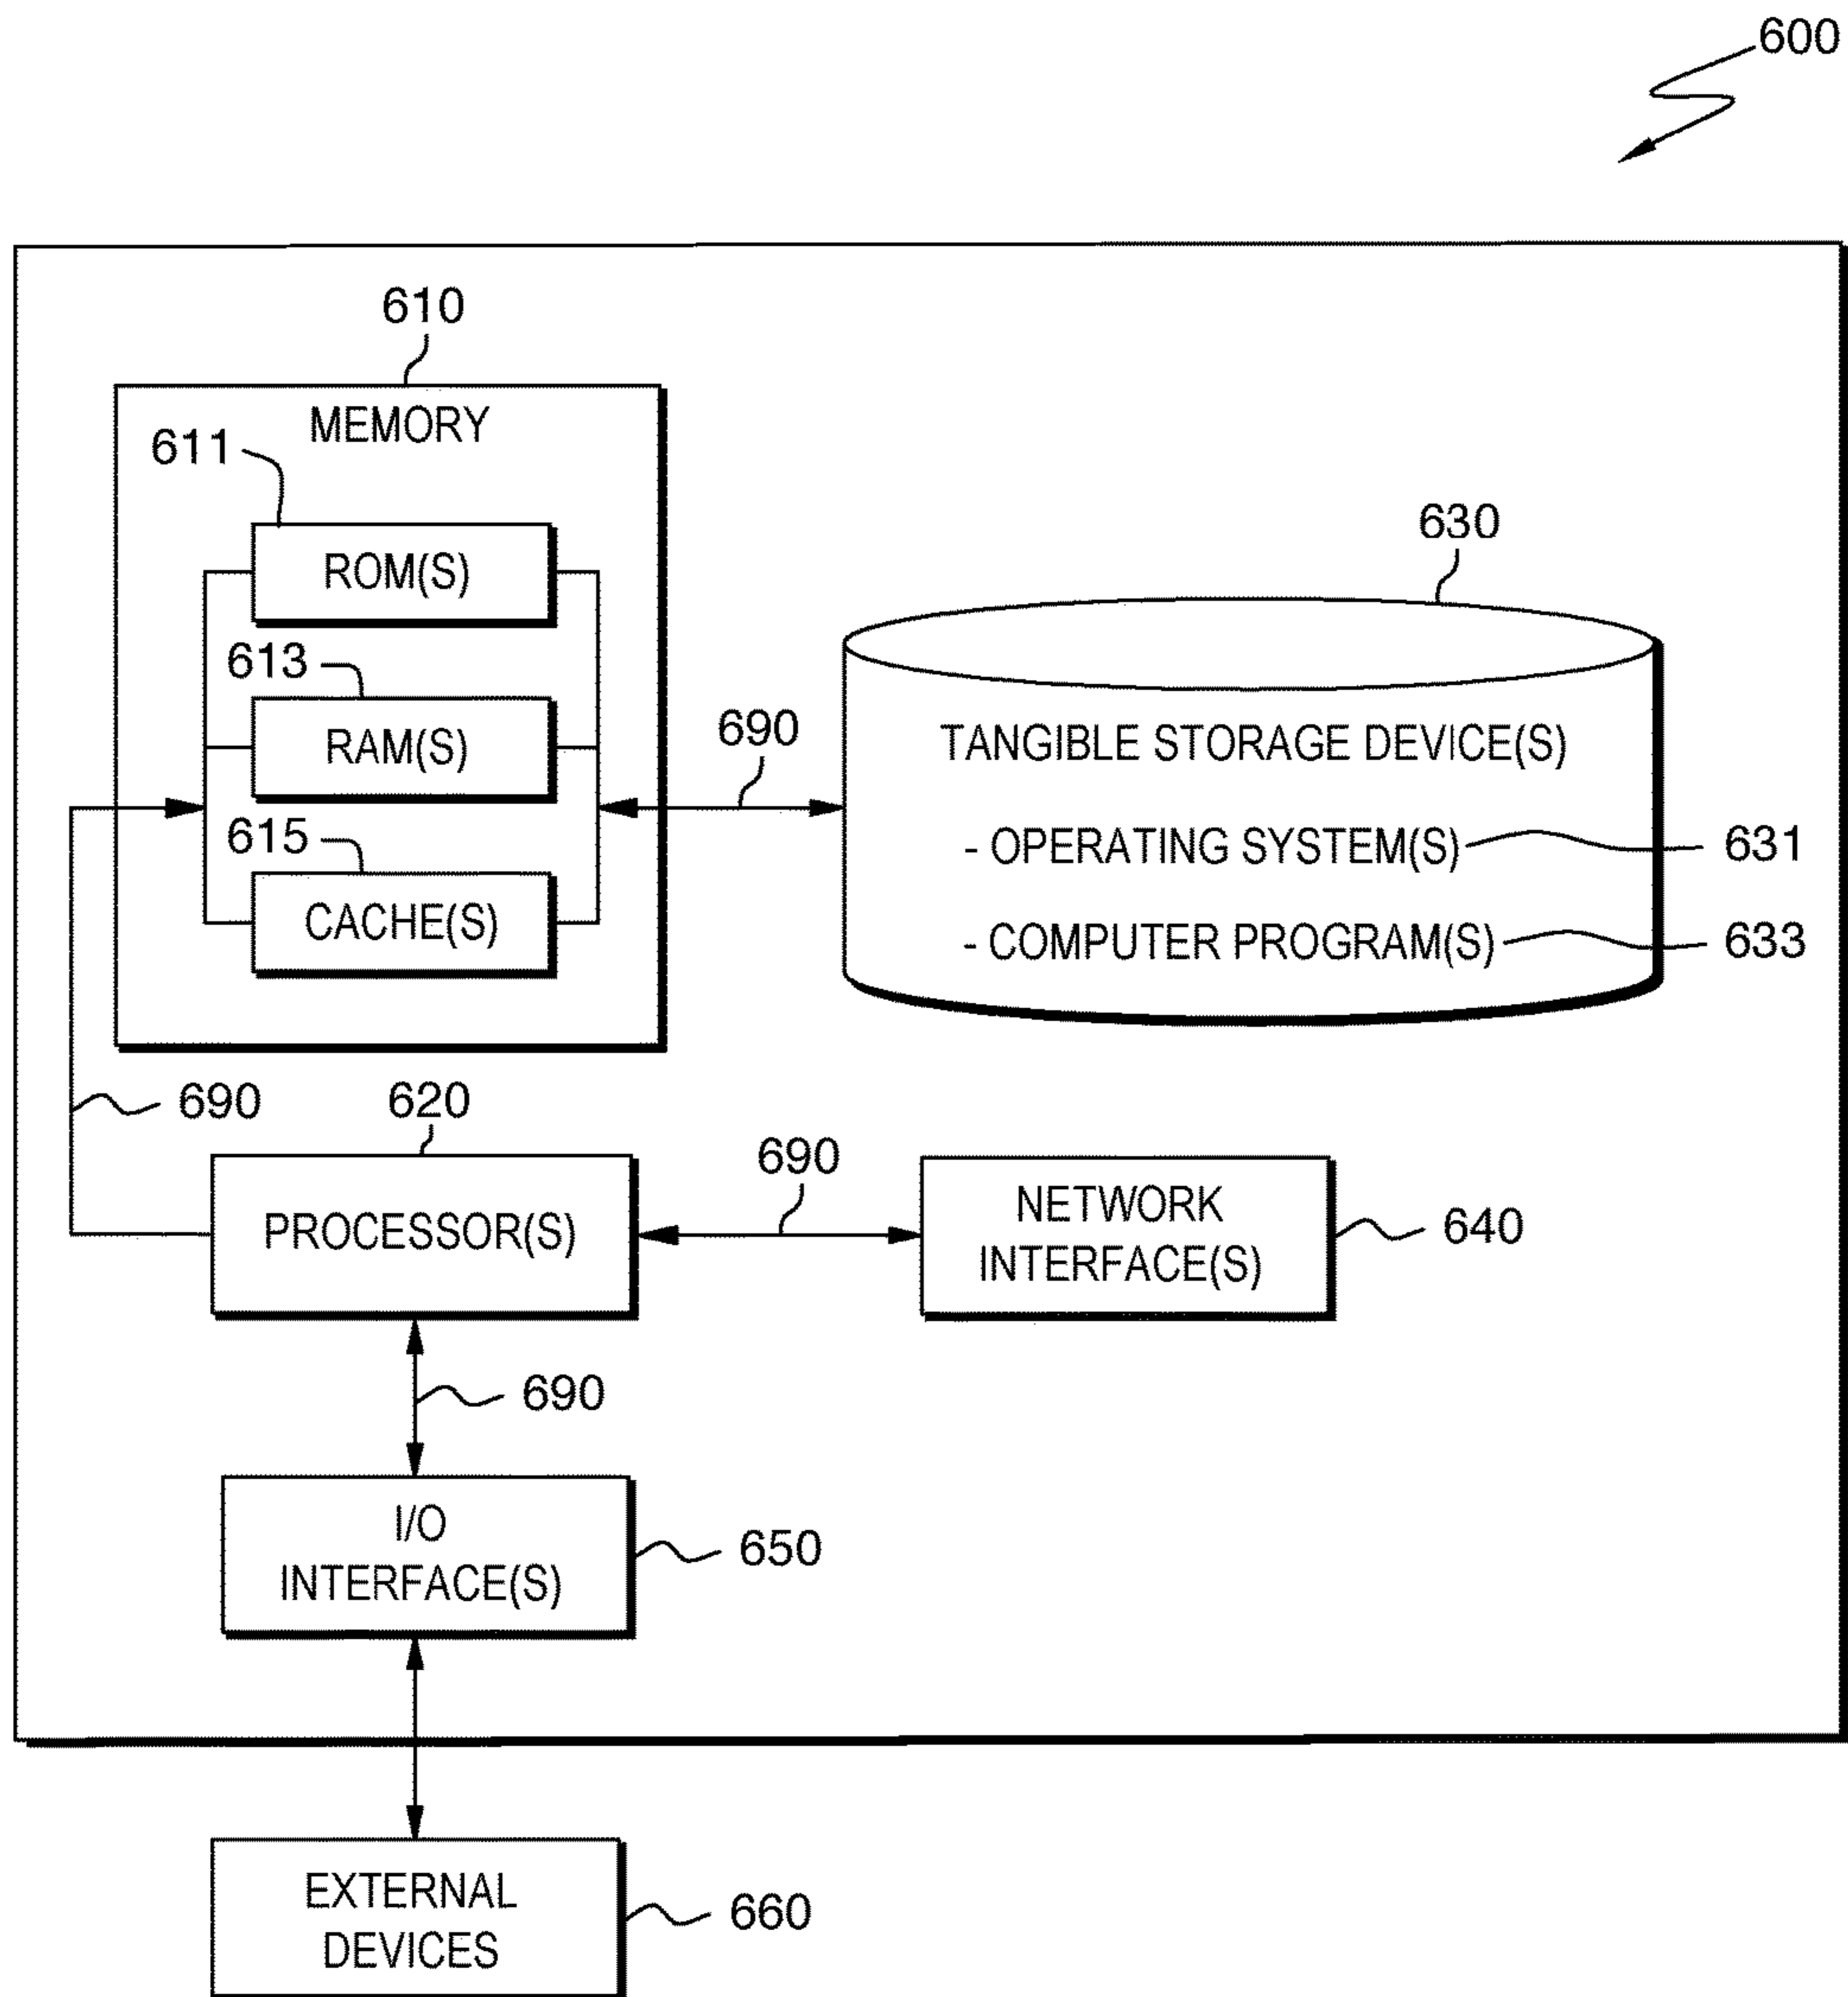 600
610
MEMORY
611
ROM(S)
630
613
RAM(S)
690
TANGIBLE STORAGE DEVICE(S)
615
- OPERATING SYSTEM(S)
631
CACHE(S)
- COMPUTER PROGRAM(S)
633
690
620
690
PROCESSOR(S)
NETWORK
INTERFACE(S)
640
690
I/O
INTERFACE(S)
650
EXTERNAL
DEVICES
660